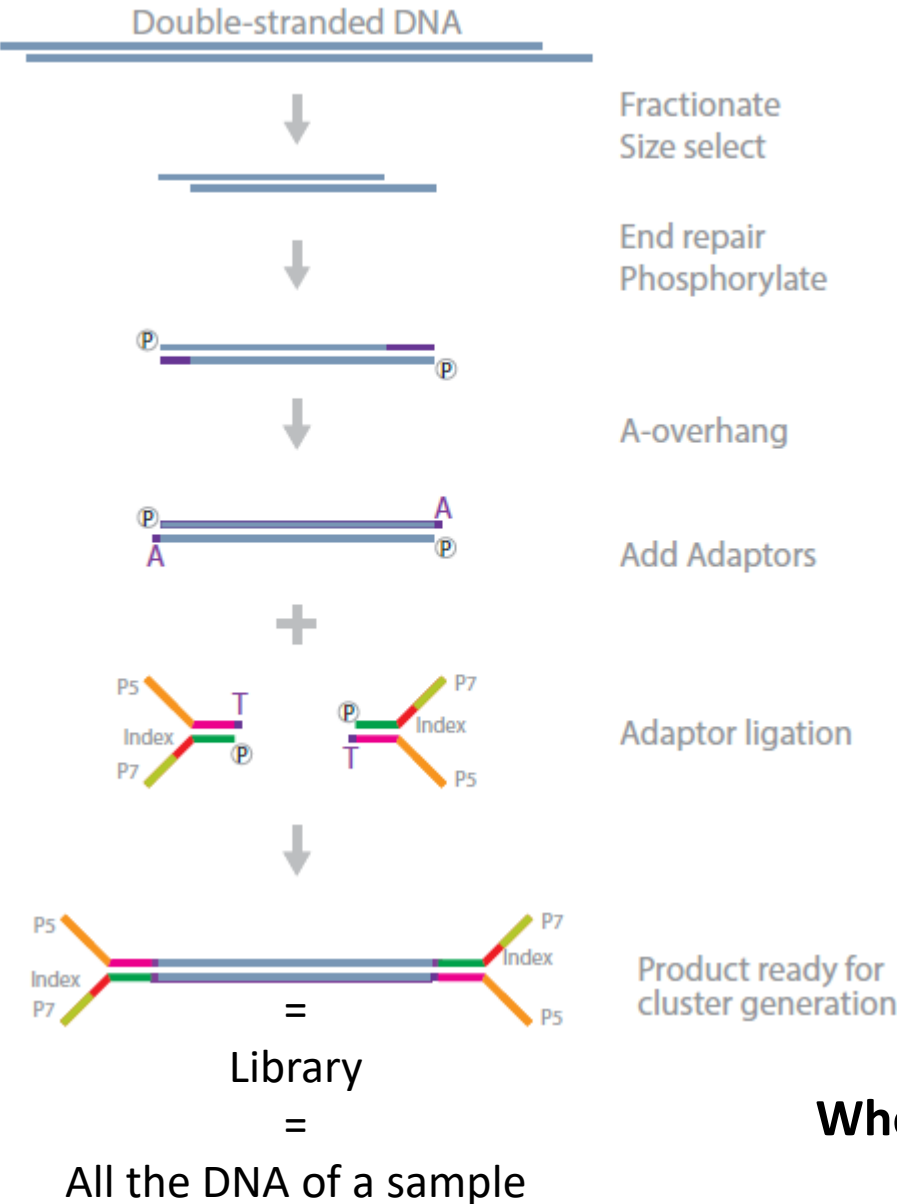 Double-stranded DNA
Fractionate
Size select
End repair
Phosphorylate
P
P
A-overhang
P
A
A
P
Add Adaptors
P5
T
Index
P
P7
P7
P
Index
T
P5
Adaptor ligation
P5
Index
P7
P7
Index
P5
Product ready for
cluster generation
=
Library
=
All the DNA of a sample